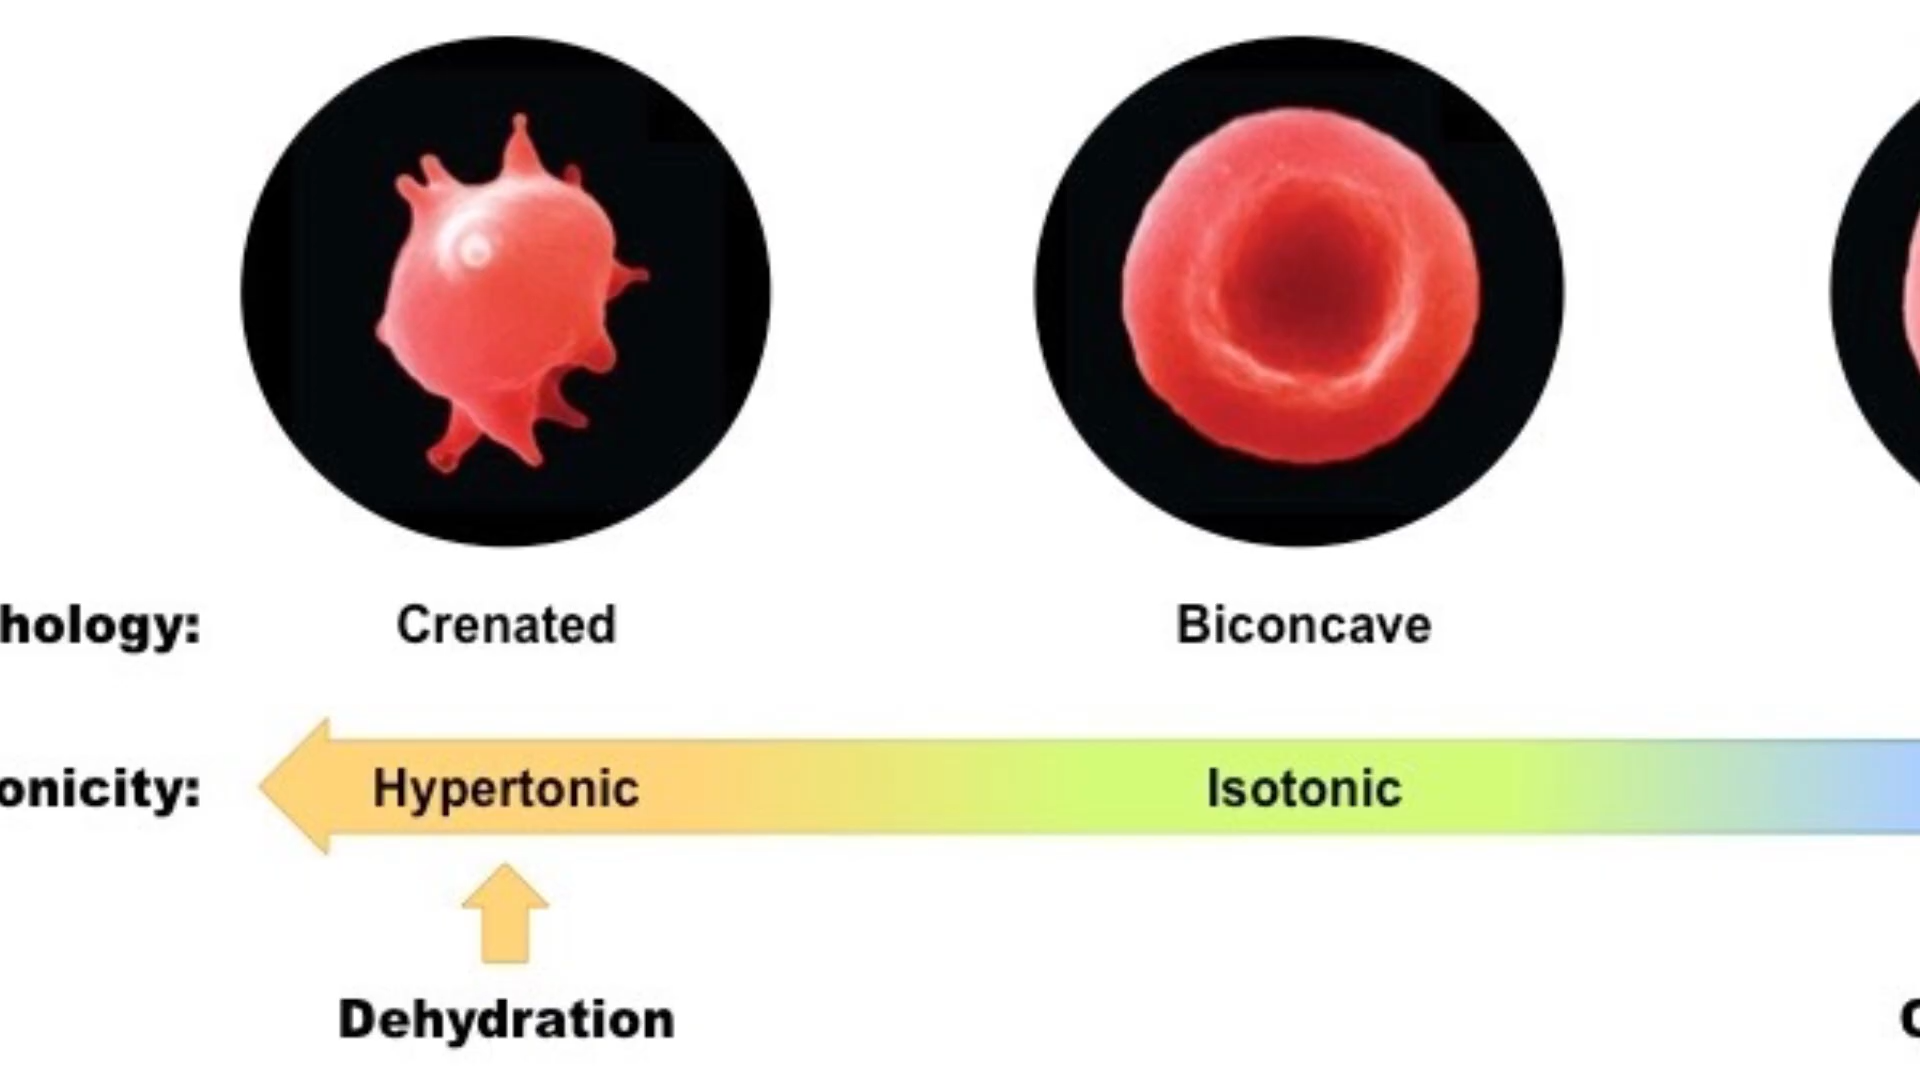 hology: Crenated Biconcave
onicity: Hypertonic Isotonic
Dehydration